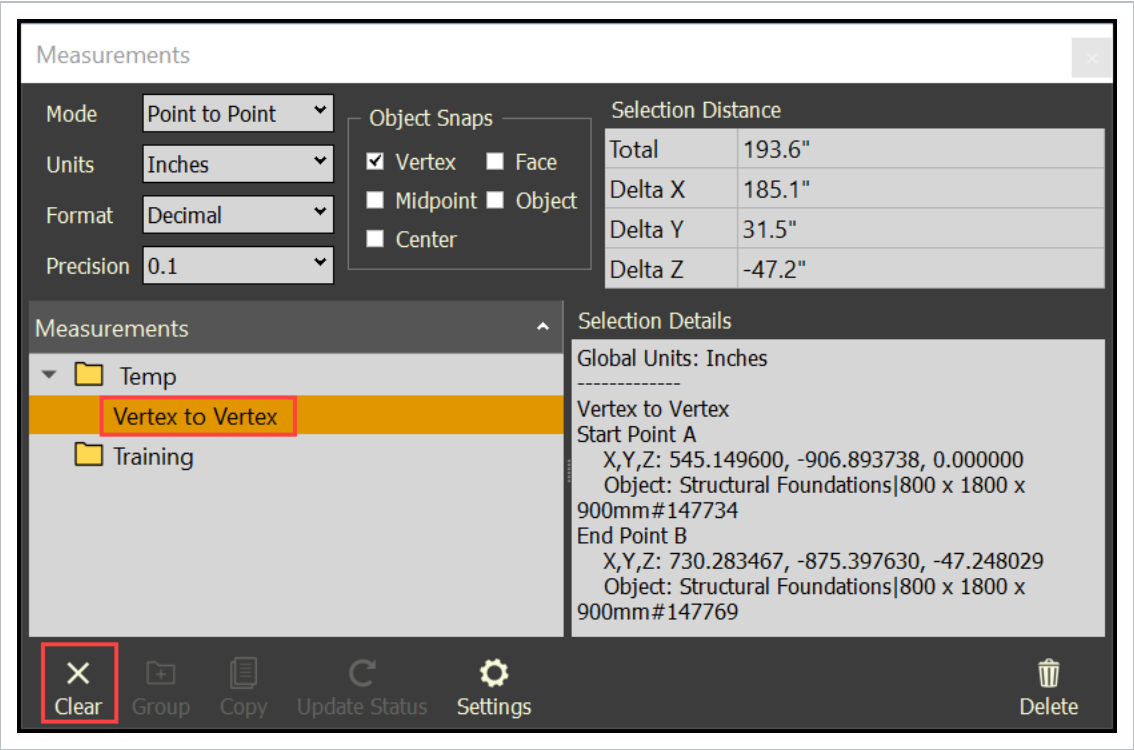 Measurements
Mode Point to Point
Units Inches
Format Decimal
Precision 0.1
Object Snaps
Vertex Face
Midpoint Object
Center
Selection Distance
Total 193.6"
Delta X 185.1"
Delta Y 31.5"
Delta Z -47.2"
Measurements
Temp
Vertex to Vertex
Training
Selection Details
Global Units: Inches
-------------
Vertex to Vertex
Start Point A
X,Y,Z: 545.149600, -906.893738, 0.000000
Object: Structural Foundations|800 x 1800 x
900mm#147734
End Point B
X,Y,Z: 730.283467, -875.397630, -47.248029
Object: Structural Foundations|800 x 1800 x
900mm#147769
Clear Group Copy Update Status Settings Delete